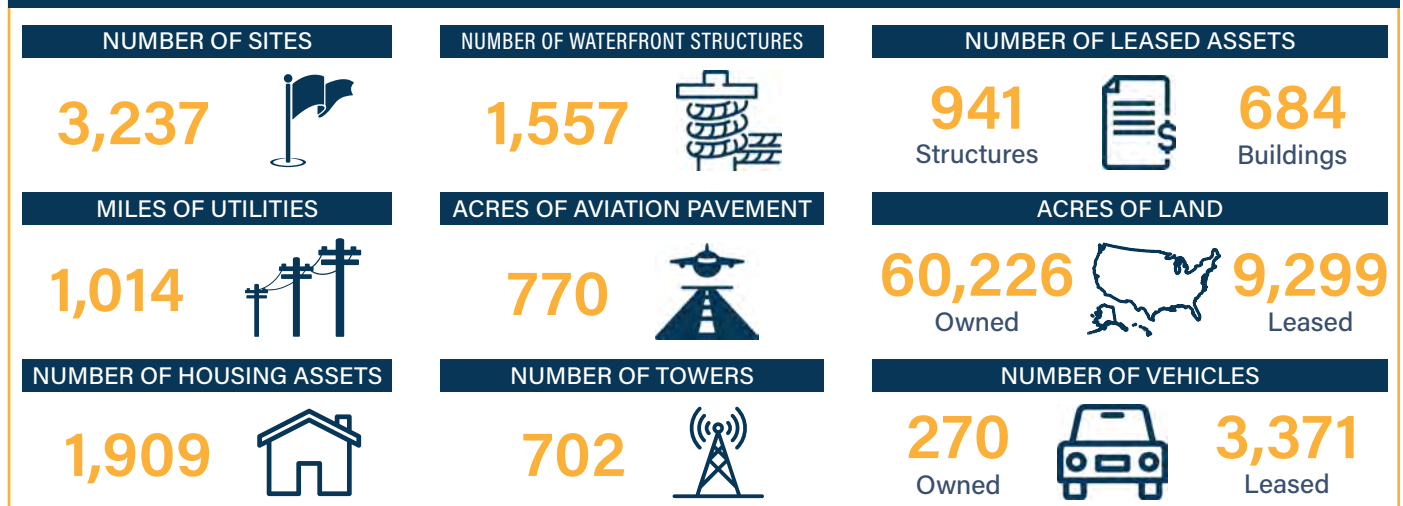 NUMBER OF SITES
3,237
NUMBER OF WATERFRONT STRUCTURES
1,557
NUMBER OF LEASED ASSETS
941
Structures
$
684
Buildings
MILES OF UTILITIES
1,014
ACRES OF AVIATION PAVEMENT
770
ACRES OF LAND
60,226
Owned
9,299
Leased
NUMBER OF HOUSING ASSETS
1,909
NUMBER OF TOWERS
702
NUMBER OF VEHICLES
270
Owned
3,371
Leased